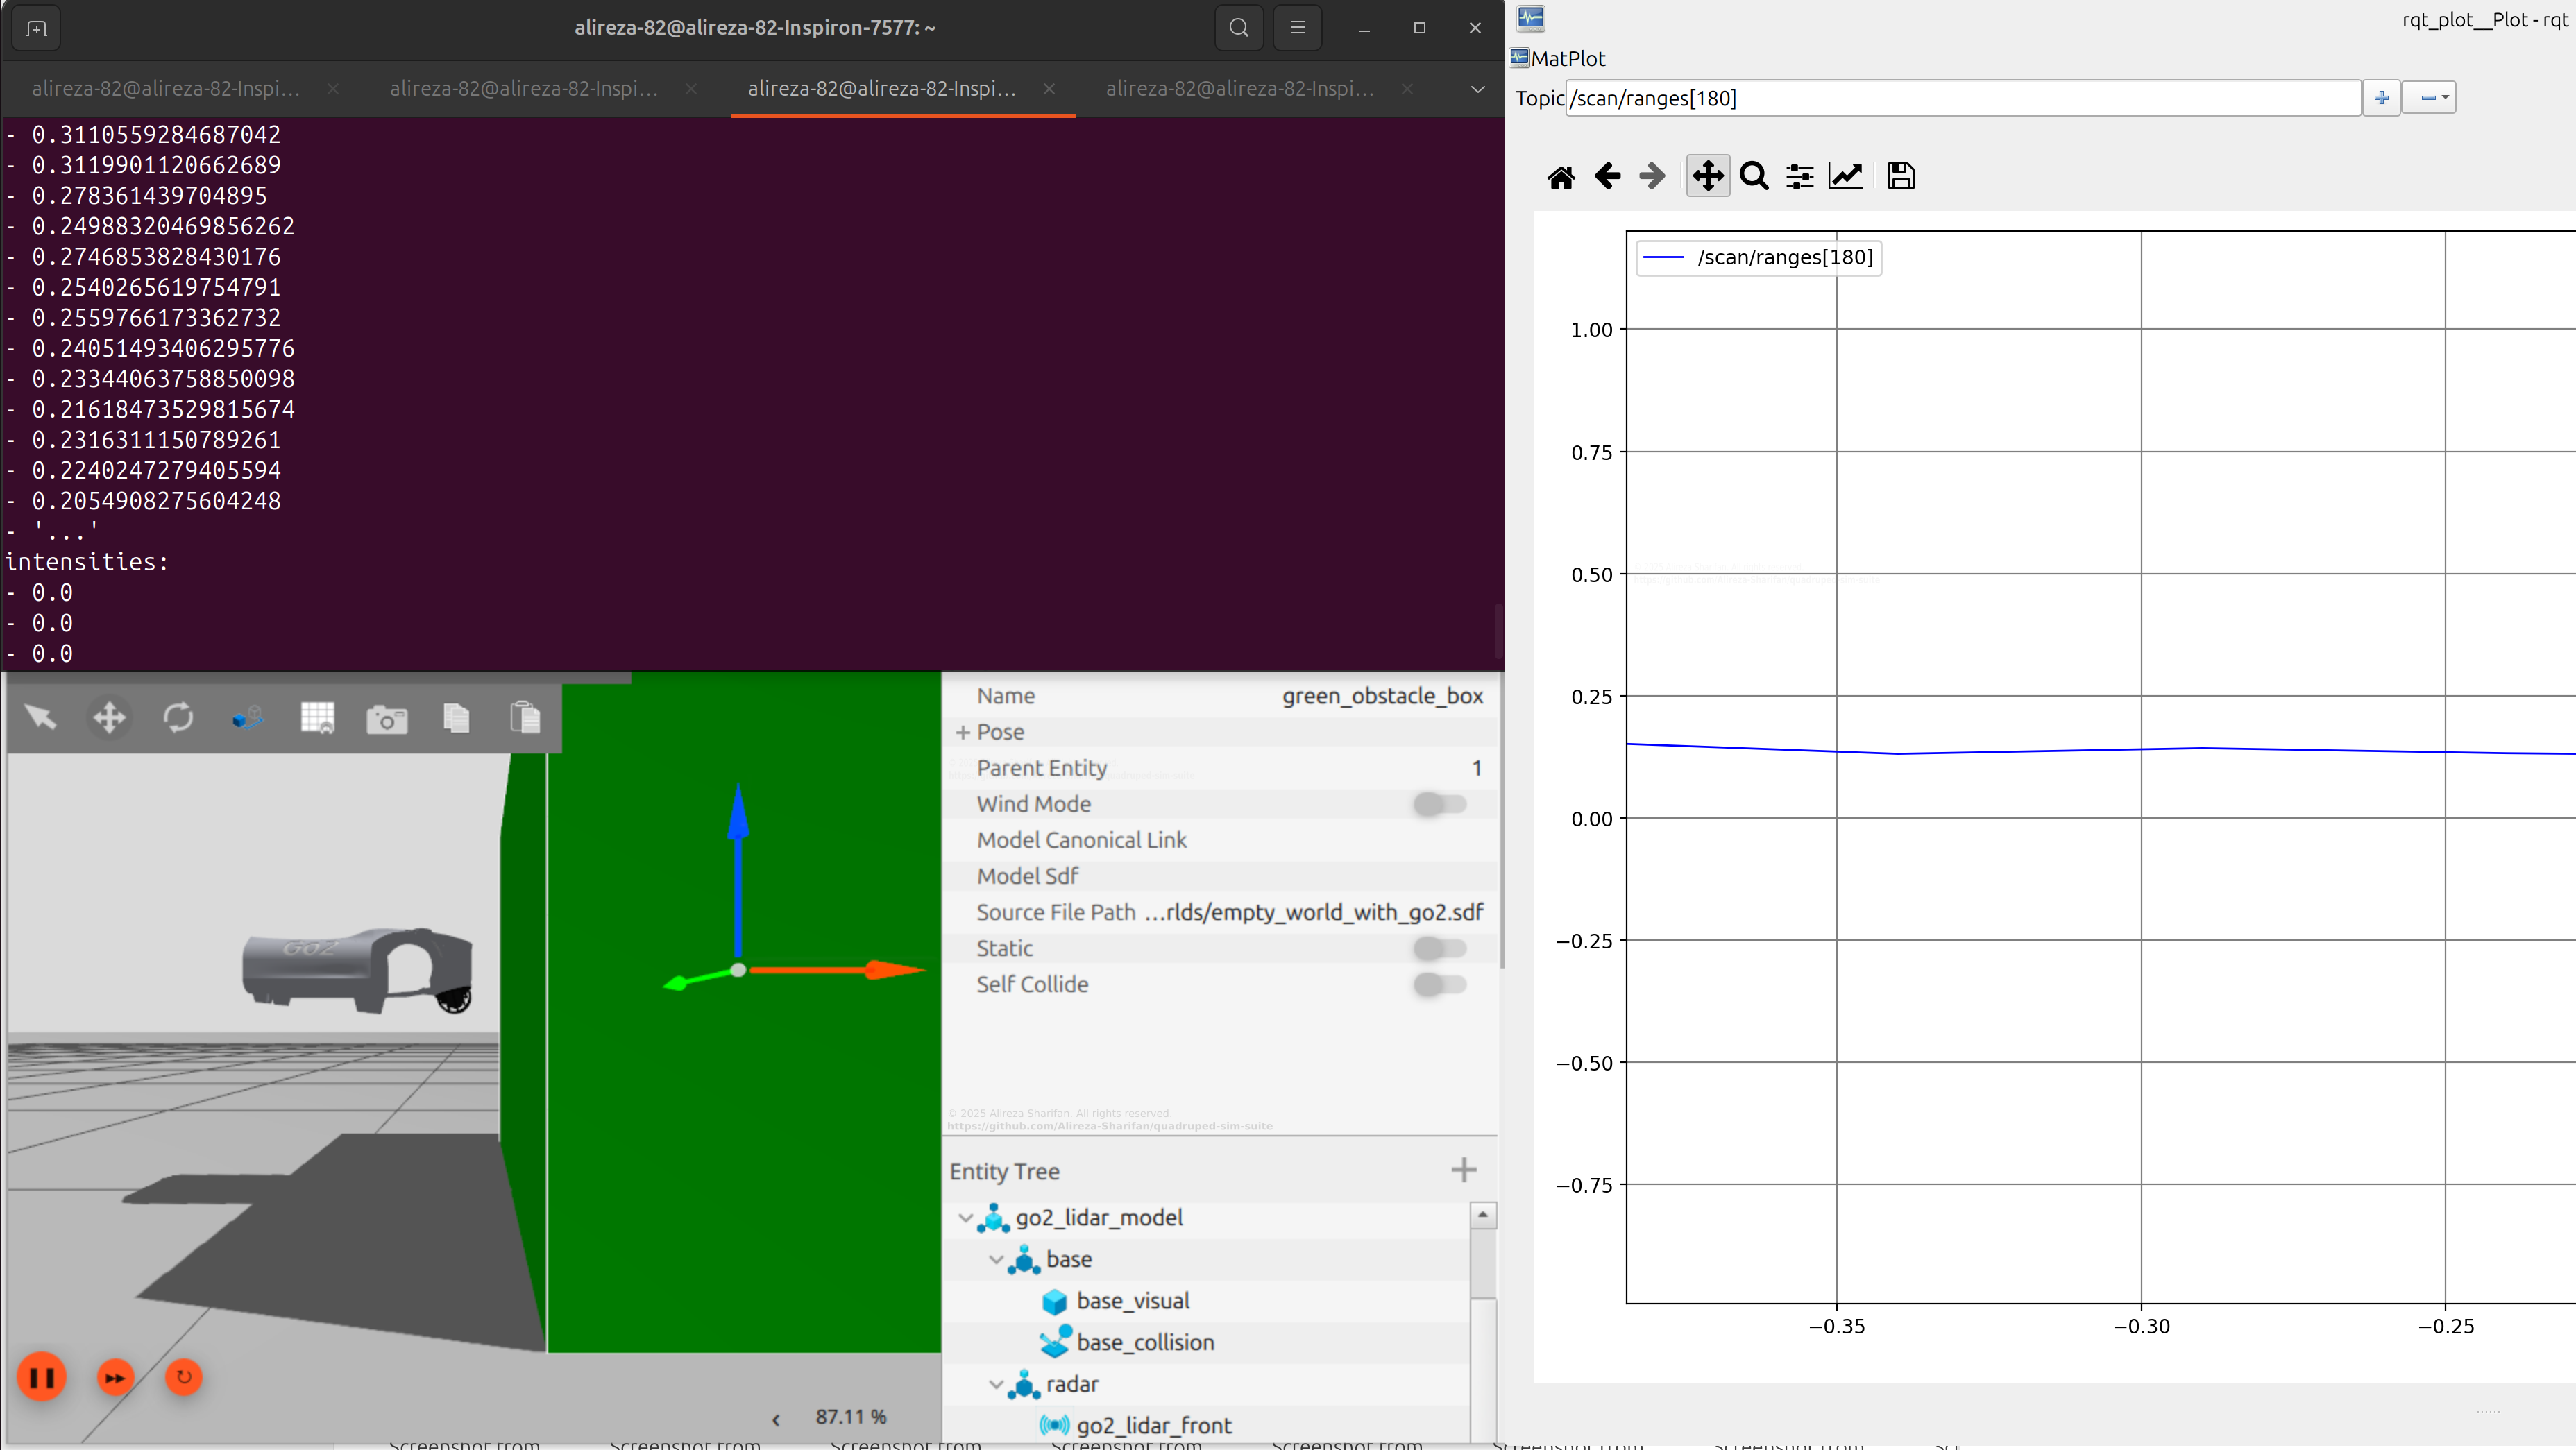 alireza-82@alireza-82-Inspiron-7577: ~
alireza-82@alireza-82-Inspi...
alireza-82@alireza-82-Inspi...
alireza-82@alireza-82-Inspi...
alireza-82@alireza-82-Inspi...
- 0.3110559284687042
- 0.3119901120662689
- 0.278361439704895
- 0.24988320469856262
- 0.2746853828430176
- 0.2540265619754791
- 0.2559766173362732
- 0.24051493406295776
- 0.23344063758850098
- 0.21618473529815674
- 0.2316311150789261
- 0.2240247279405594
- 0.2054908275604248
- '...'
intensities:
- 0.0
- 0.0
- 0.0
GO2
87.11 %
Name green_obstacle_box
Pose
Parent Entity 1
Wind Mode
Model Canonical Link
Model Sdf
Source File Path ...rlds/empty_world_with_go2.sdf
Static
Self Collide
© 2025 Alireza Sharifan. All rights reserved.
https://github.com/Alireza-Sharifan/quadruped-sim-suite
Entity Tree
go2_lidar_model
base
base_visual
base_collision
radar
go2_lidar_front
rqt_plot__Plot - rqt
MatPlot
Topic /scan/ranges[180]
/scan/ranges[180]
1.00
0.75
0.50
0.25
0.00
−0.25
−0.50
−0.75
−0.35
−0.30
−0.25
Screenshot from
Screenshot from
Screenshot from
Screenshot from
Screenshot from
Screenshot from
Screenshot from